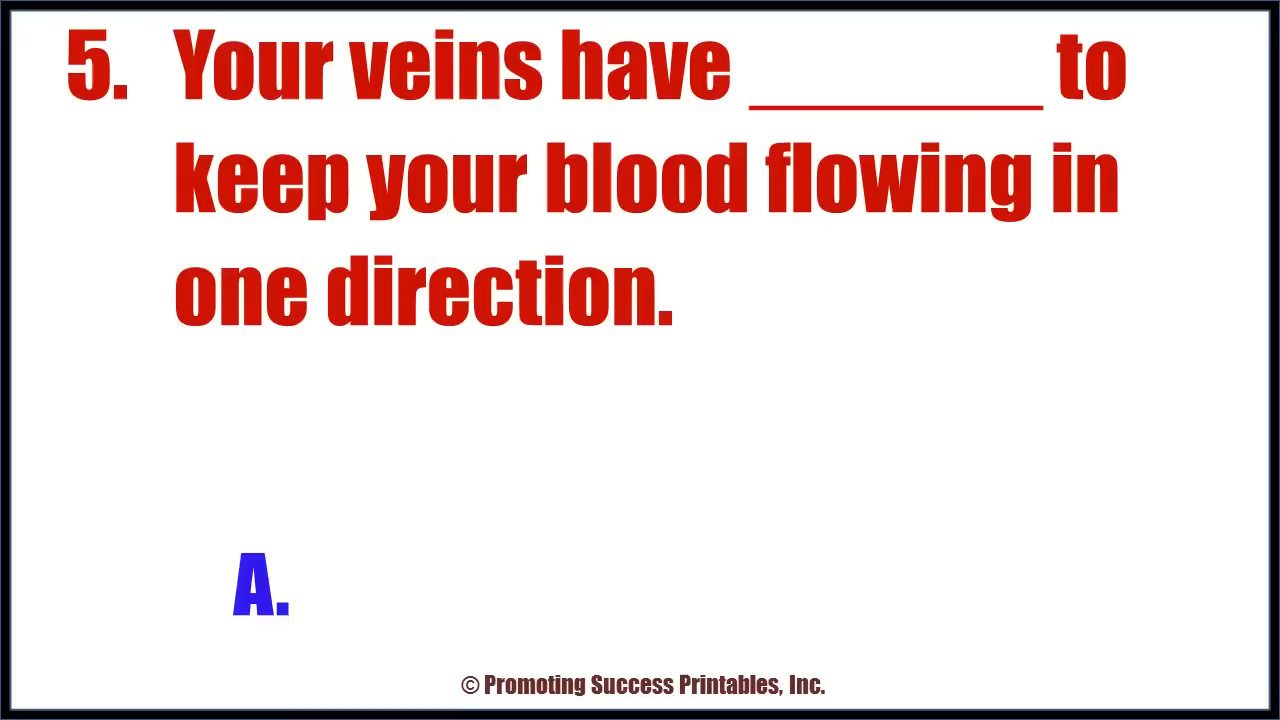 5. Your veins have ________ to
keep your blood flowing in
one direction.
A.
© Promoting Success Printables, Inc.